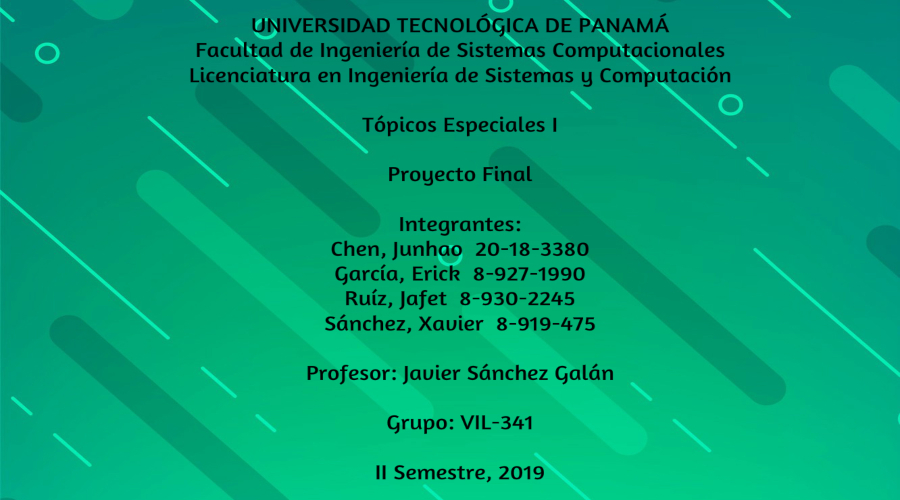 UNIVERSIDAD TECNOLÓGICA DE PANAMÁ
Facultad de Ingeniería de Sistemas Computacionales
Licenciatura en Ingeniería de Sistemas y Computación
Tópicos Especiales I
Proyecto Final
Integrantes:
Chen, Junhao 20-18-3380
García, Erick 8-927-1990
Ruíz, Jafet 8-930-2245
Sánchez, Xavier 8-919-475
Profesor: Javier Sánchez Galán
Grupo: VIL-341
II Semestre, 2019